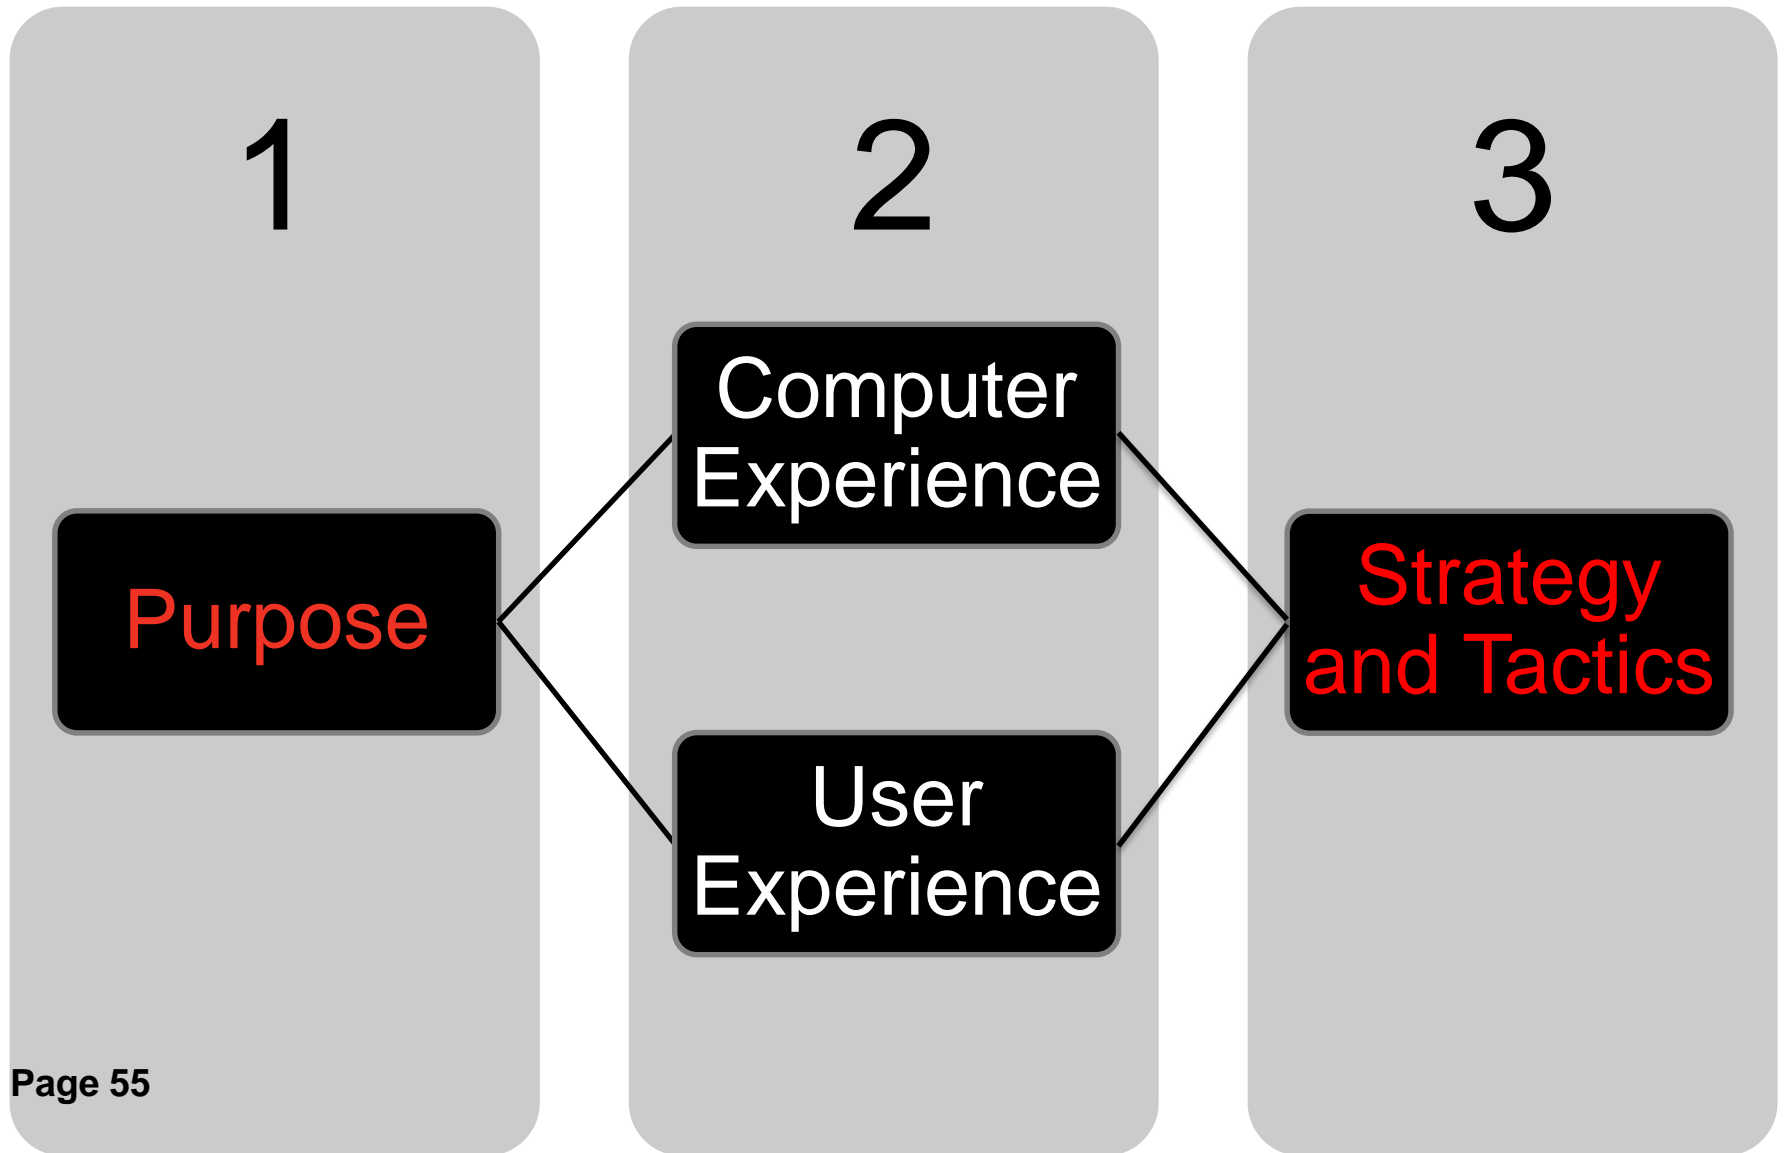 1
2
3
Purpose
Computer
Experience
User
Experience
Strategy
and Tactics
Page 55